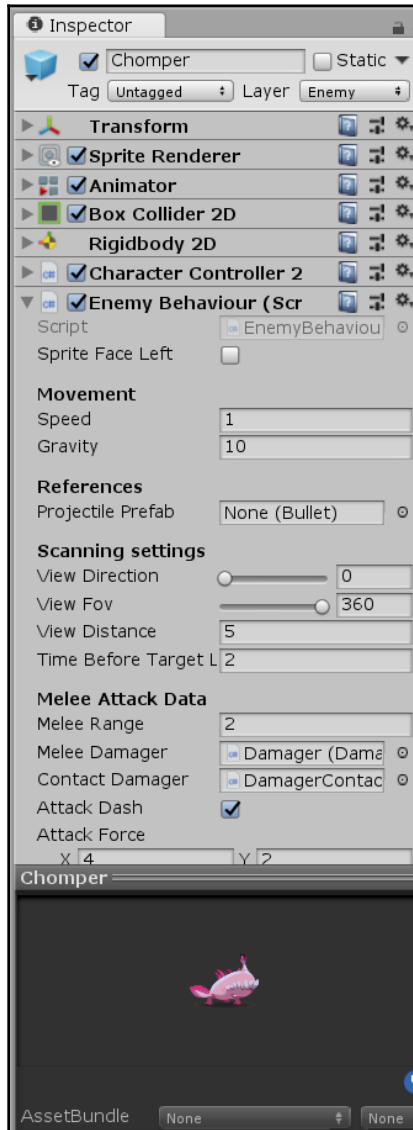 Inspector
Chomper Static
Tag Untagged Layer Enemy
Transform
Sprite Renderer
Animator
Box Collider 2D
Rigidbody 2D
Character Controller 2
Enemy Behaviour (Scr
Script EnemyBehaviou
Sprite Face Left
Movement
Speed 1
Gravity 10
References
Projectile Prefab None (Bullet)
Scanning settings
View Direction 0
View Fov 360
View Distance 5
Time Before Target L 2
Melee Attack Data
Melee Range 2
Melee Damager Damager (Dama
Contact Damager DamagerContac
Attack Dash
Attack Force
X 4 Y 2
Chomper
AssetBundle None None